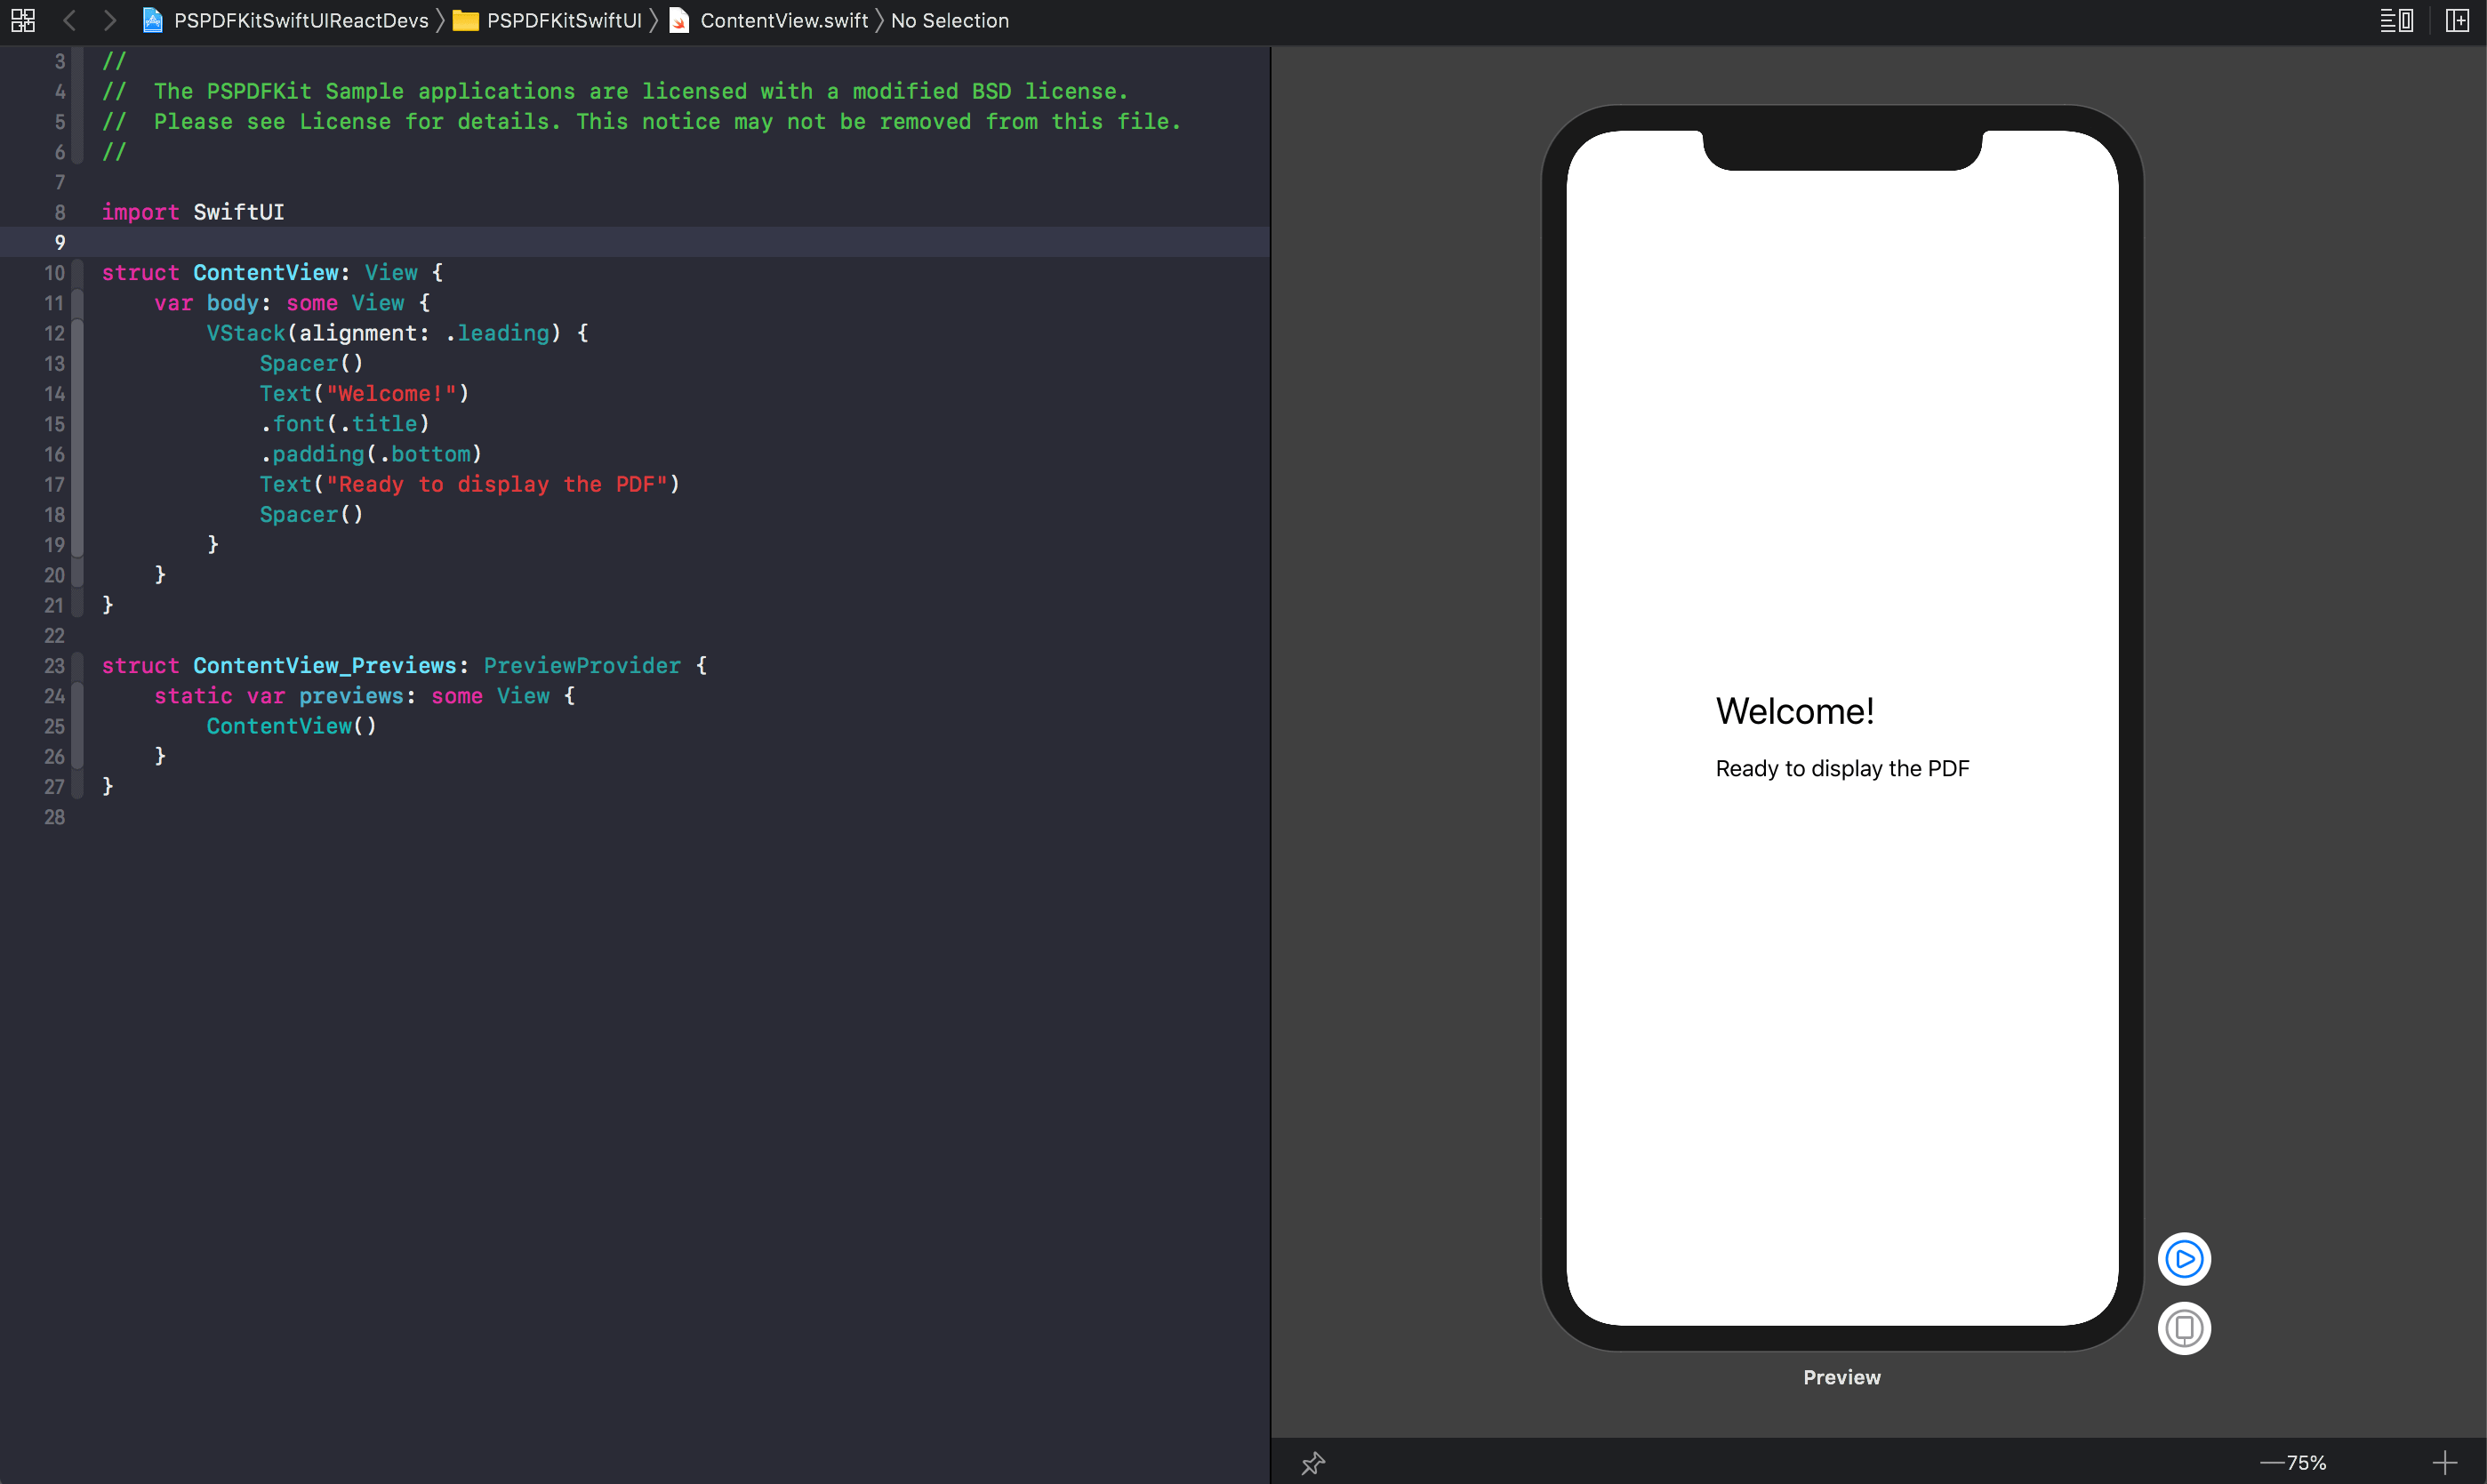 PSPDFKitSwiftUIReactDevs 〉 PSPDFKitSwiftUI 〉 ContentView.swift 〉 No Selection
3 //
4 //  The PSPDFKit Sample applications are licensed with a modified BSD license.
5 //  Please see License for details. This notice may not be removed from this file.
6 //
7
8 import SwiftUI
9
10 struct ContentView: View {
11     var body: some View {
12         VStack(alignment: .leading) {
13             Spacer()
14             Text("Welcome!")
15             .font(.title)
16             .padding(.bottom)
17             Text("Ready to display the PDF")
18             Spacer()
19         }
20     }
21 }
22
23 struct ContentView_Previews: PreviewProvider {
24     static var previews: some View {
25         ContentView()
26     }
27 }
28
Welcome!
Ready to display the PDF
Preview
75%